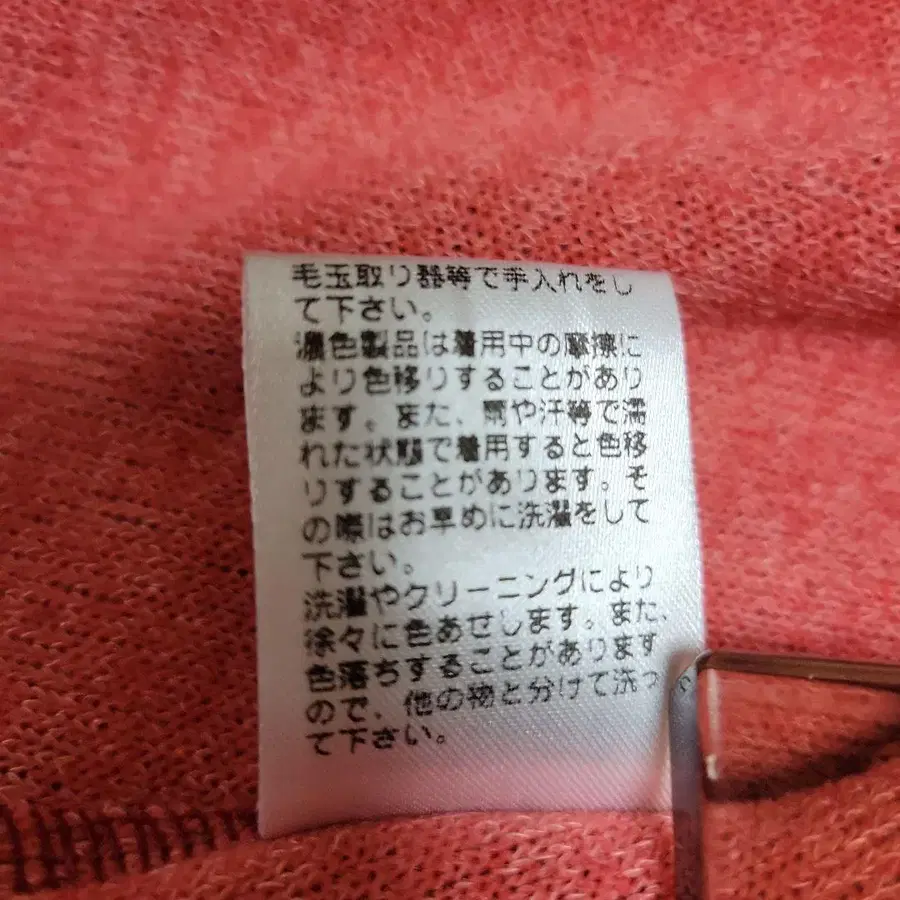 毛玉取り器等で手入れをし
て下さい。
濃色製品は着用中の摩擦に
より色移りすることがあり
ます。また、雨や汗等で濡
れた状態で着用すると色移
りすることがあります。そ
の際はお早めに洗濯をして
下さい。
洗濯やクリーニングにより
徐々に色あせします。また、
色落ちすることがあります
ので、他の物と分けて洗っ
て下さい。